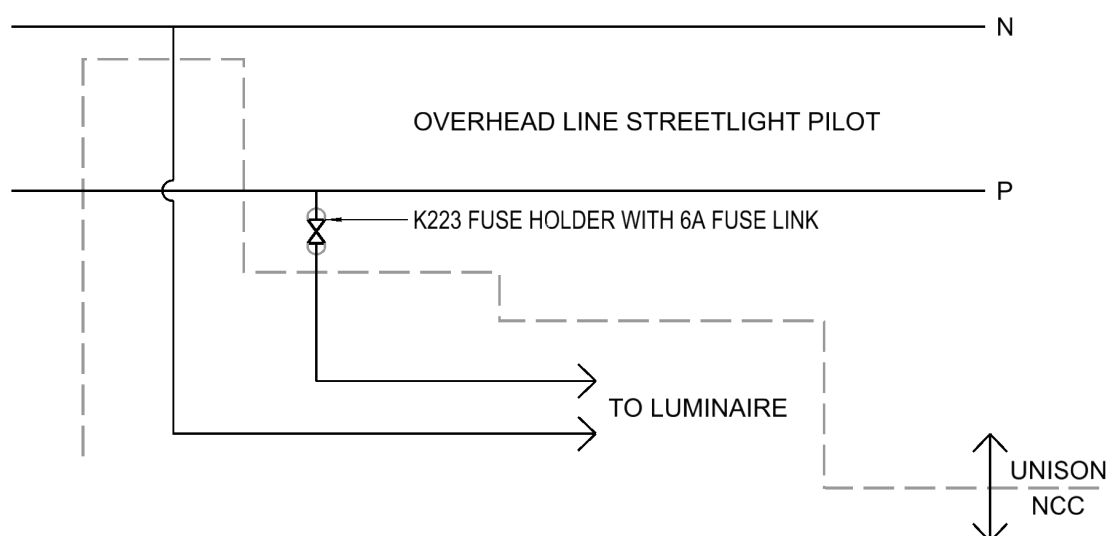 N
OVERHEAD LINE STREETLIGHT PILOT
P
K223 FUSE HOLDER WITH 6A FUSE LINK
TO LUMINAIRE
UNISON
NCC